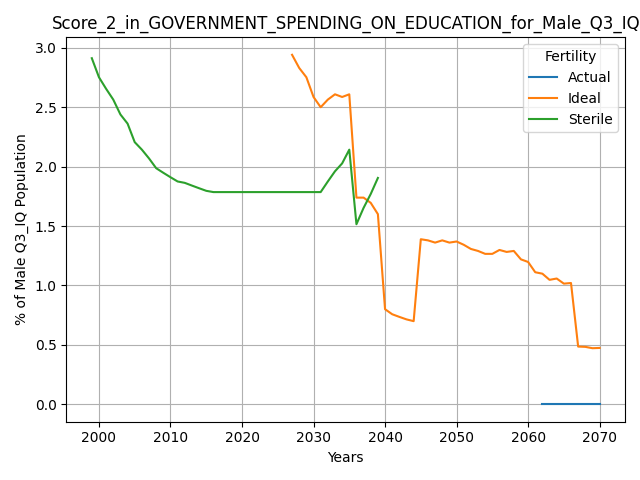 Score_2_in_GOVERNMENT_SPENDING_ON_EDUCATION_for_Male_Q3_IQ
Fertility
Actual
Ideal
Sterile
3.0
2.5
2.0
1.5
1.0
0.5
0.0
% of Male Q3_IQ Population
2000 2010 2020 2030 2040 2050 2060 2070
Years